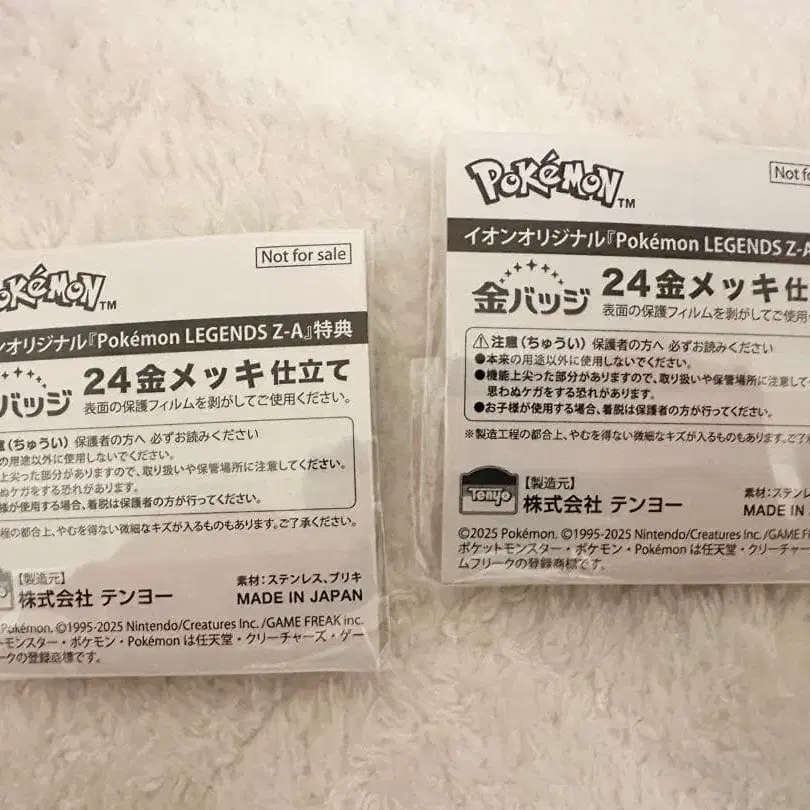 Not for sale
POKéMON TM
ンオリジナル『Pokémon LEGENDS Z-A』特典
バッジ
24金メッキ仕立て
表面の保護フィルムを剥がしてご使用ください。
意(ちゅうい) 保護者の方へ 必ずお読みください
の用途以外に使用しないでください。
上尖った部分がありますので、取り扱いや保管場所に注意してください。
ぬケガをする恐れがあります。
様が使用する場合、着脱は保護者の方が行ってください。
程の都合上、やむを得ない微細なキズが入るものもあります。ご了承ください。
【製造元】
株式会社 テンヨー
素材:ステンレス、ブリキ
MADE IN JAPAN
Pokémon. ©1995-2025 Nintendo/Creatures Inc. /GAME FREAK inc.
モンスター・ポケモン・Pokémon は任天堂・クリーチャーズ・ゲー
ークの登録商標です。
POKéMON TM
Not fo
イオンオリジナル『Pokémon LEGENDS Z-A
金バッジ
24金メッキ仕
表面の保護フィルムを剥がしてご使用
⚠注意(ちゅうい) 保護者の方へ 必ずお読みください
●本来の用途以外に使用しないでください。
●機能上尖った部分がありますので、取り扱いや保管場所に注意し
思わぬケガをする恐れがあります。
●お子様が使用する場合、着脱は保護者の方が行ってください。
※製造工程の都合上、やむを得ない微細なキズが入るものもあります。ご了
Tenyo
【製造元】
株式会社 テンヨー
素材:ステンレ
MADE IN
©2025 Pokémon. ©1995-2025 Nintendo/Creatures Inc. /GAME FREA
ポケットモンスター・ポケモン・Pokémon は任天堂・クリーチャー
ムフリークの登録商標です。